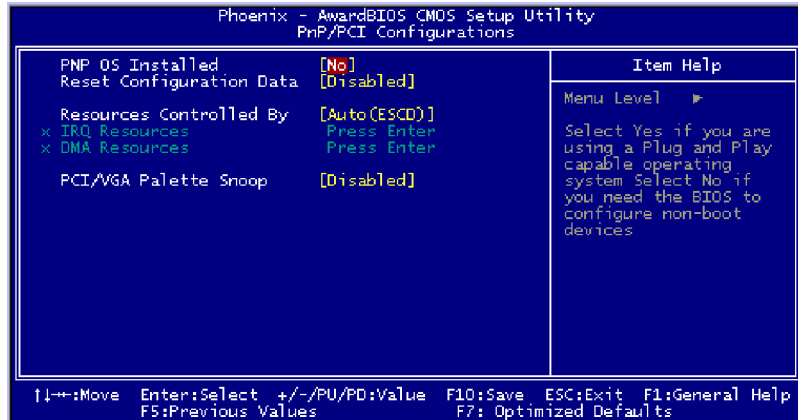 Phoenix - AwardBIOS CMOS Setup Utility
PnP/PCI Configurations
PNP OS Installed [No]
Reset Configuration Data [Disabled]
Resources Controlled By [Auto(ESCD)]
x IRQ Resources Press Enter
x DMA Resources Press Enter
PCI/VGA Palette Snoop [Disabled]
Item Help
Menu Level ►
Select Yes if you are
using a Plug and Play
capable operating
system Select No if
you need the BIOS to
configure non-boot
devices
↑↓→←:Move Enter:Select +/-/PU/PD:Value F10:Save ESC:Exit F1:General Help
F5:Previous Values F7: Optimized Defaults